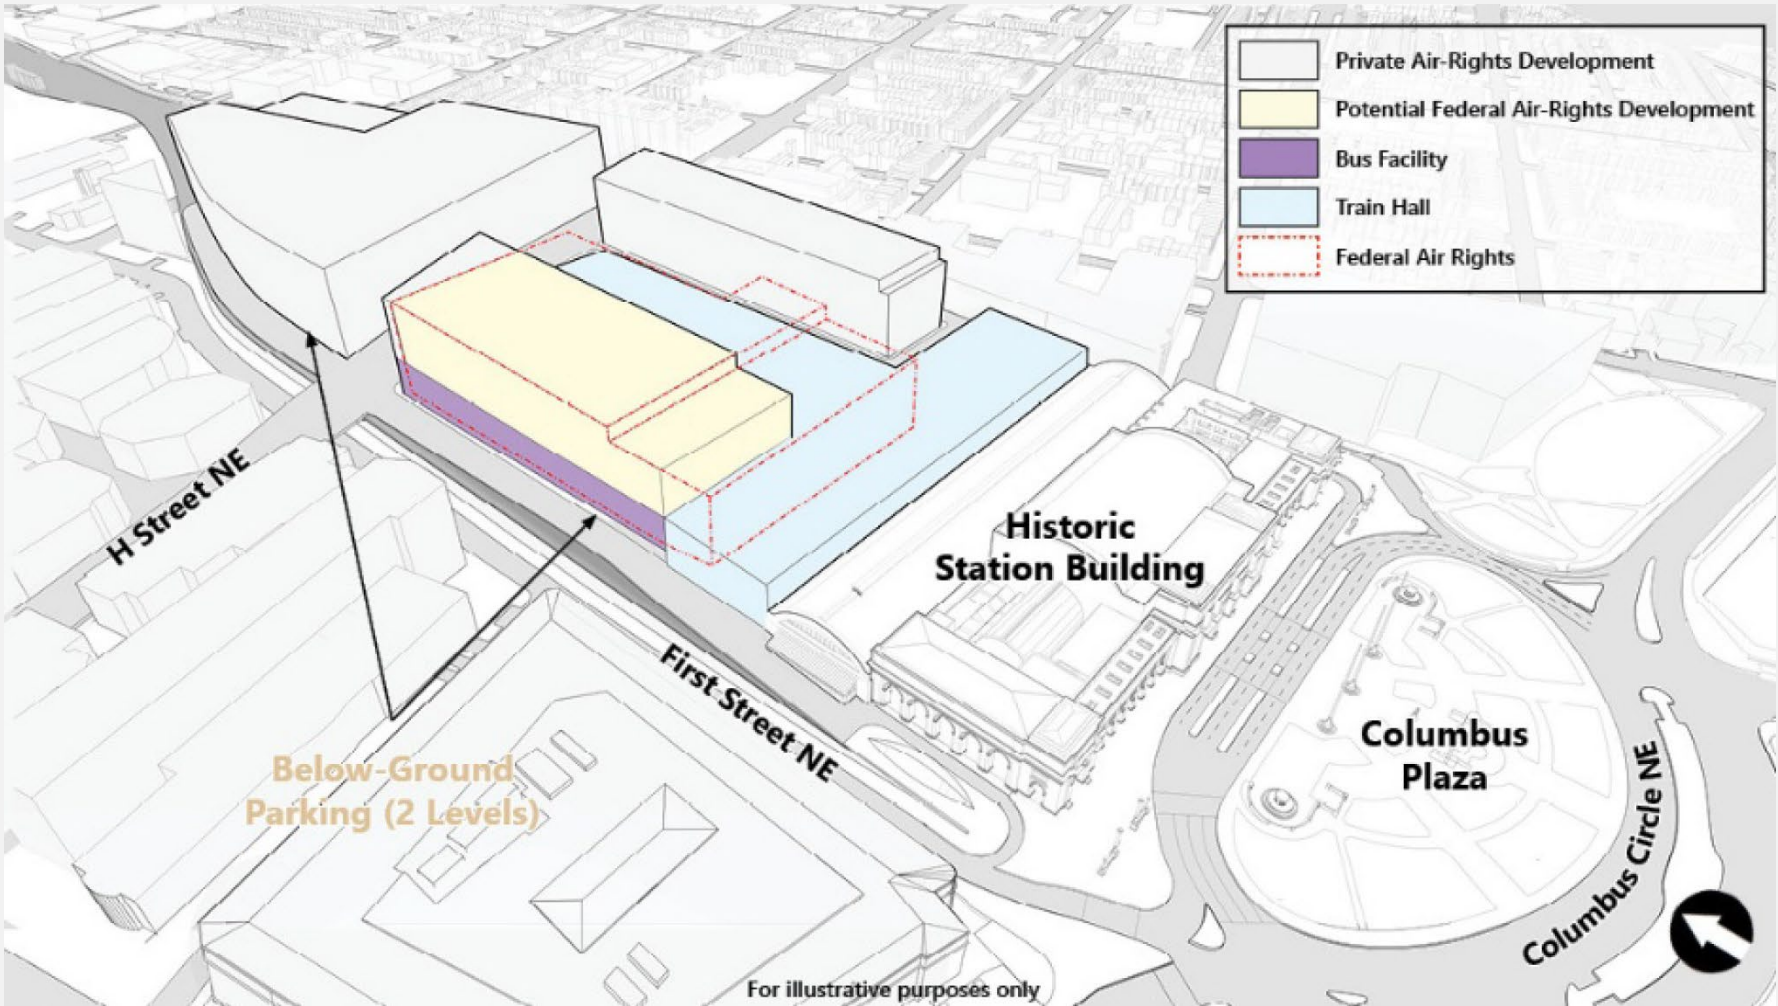 Private Air-Rights Development
Potential Federal Air-Rights Development
Bus Facility
Train Hall
Federal Air Rights
H Street NE
Historic
Station Building
First Street NE
Columbus
Plaza
Below-Ground
Parking (2 Levels)
Columbus Circle NE
For illustrative purposes only